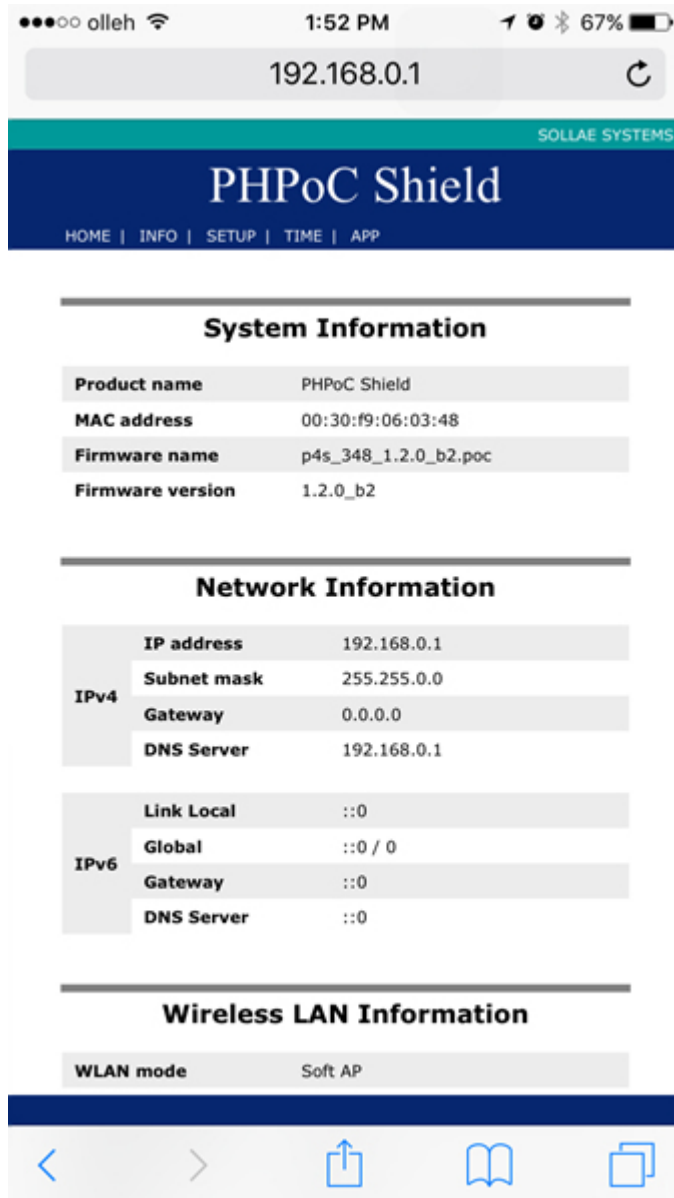 olleh 1:52 PM 67%
192.168.0.1
SOLLAE SYSTEMS
PHPoC Shield
HOME | INFO | SETUP | TIME | APP
System Information
Product name PHPoC Shield
MAC address 00:30:f9:06:03:48
Firmware name p4s_348_1.2.0_b2.poc
Firmware version 1.2.0_b2
Network Information
IPv4
IP address 192.168.0.1
Subnet mask 255.255.0.0
Gateway 0.0.0.0
DNS Server 192.168.0.1
IPv6
Link Local ::0
Global ::0 / 0
Gateway ::0
DNS Server ::0
Wireless LAN Information
WLAN mode Soft AP